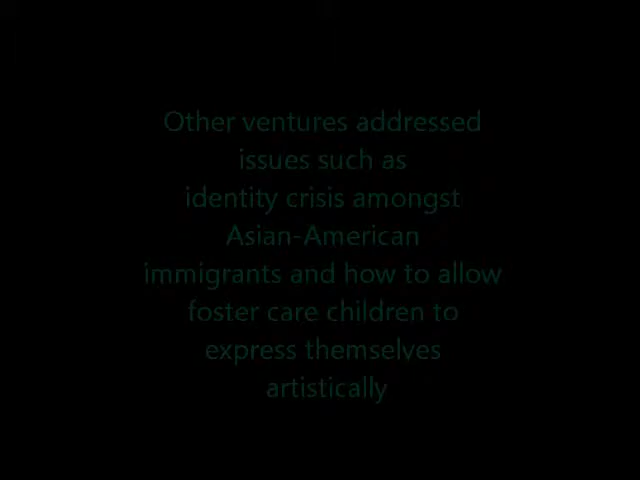 Other ventures addressed
issues such as
identity crisis amongst
Asian-American
immigrants and how to allow
foster care children to
express themselves
artistically